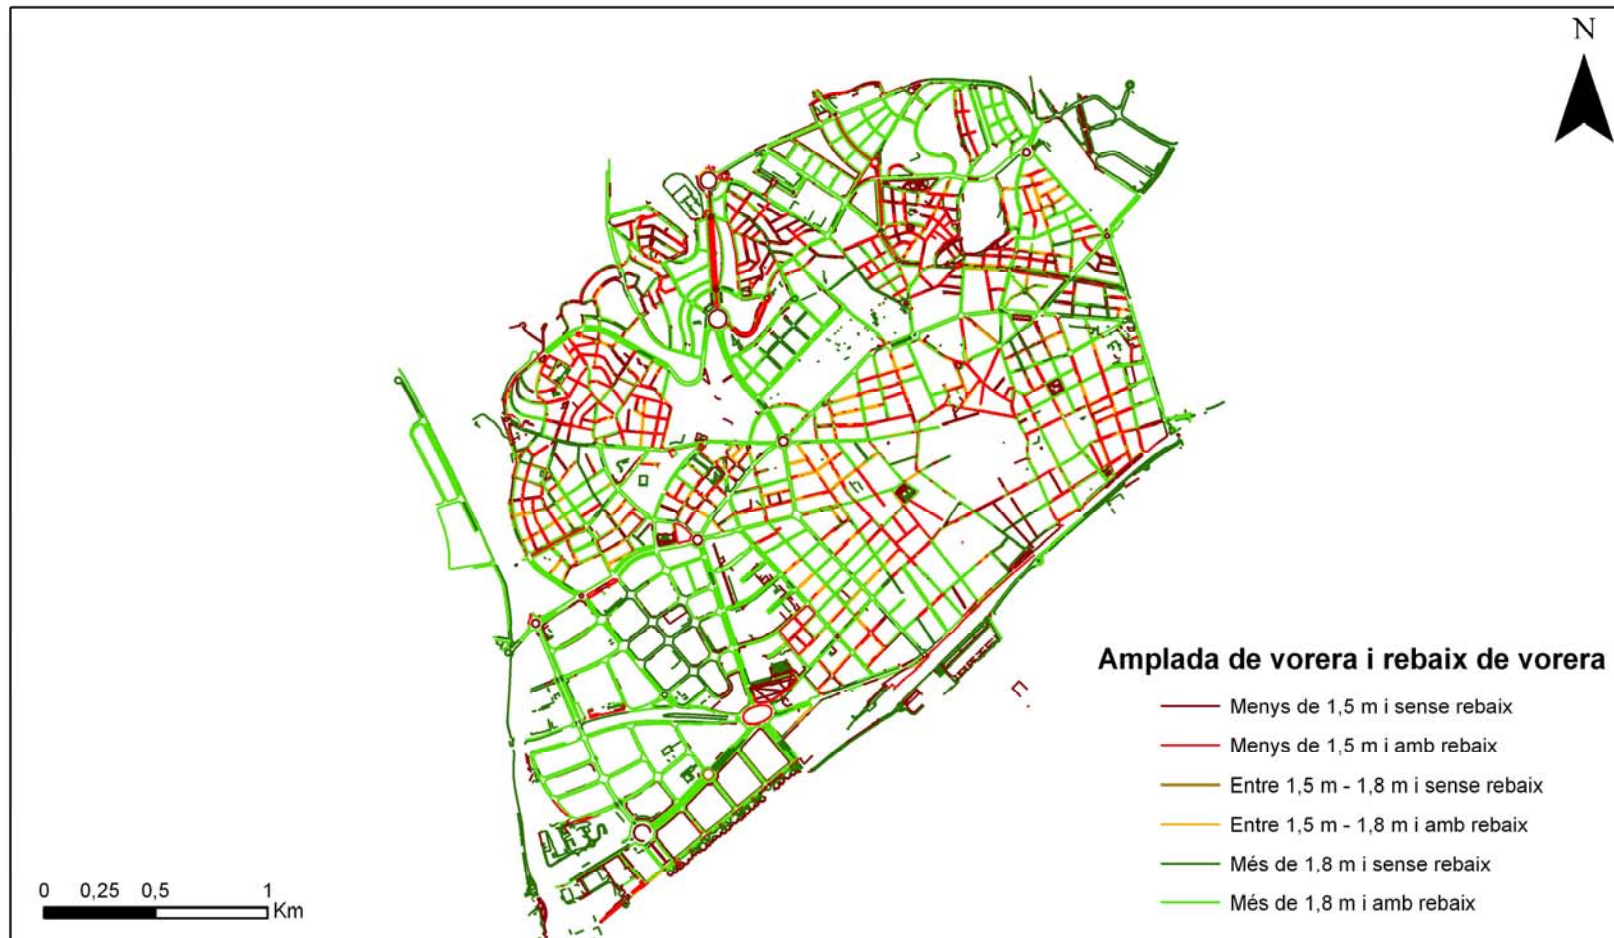 N
Amplada de vorera i rebaix de vorera
Menys de 1,5 m i sense rebaix
Menys de 1,5 m i amb rebaix
Entre 1,5 m - 1,8 m i sense rebaix
Entre 1,5 m - 1,8 m i amb rebaix
Més de 1,8 m i sense rebaix
Més de 1,8 m i amb rebaix
0 0,25 0,5 1
Km